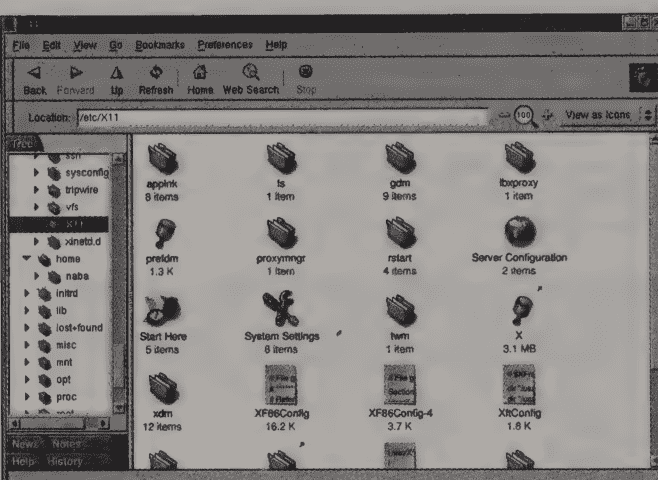 File Edit View Go Bookmarks Preferences Help
Back Forward Up Refresh Home Web Search Stop
Location: /etc/X11 100 View as Icons
Tree
ssh
sysconfig
tripwire
vfs
X11
xinetd.d
home
naba
initrd
lib
lost+found
misc
mnt
opt
proc
root
News Notes
Help History
applnk fs gdm lbxproxy
8 items 1 item 9 items 1 item
prefdm proxymngr rstart Server Configuration
1.3 K 1 item 4 items 2 items
Start Here System Settings twm X
5 items 8 items 1 item 3.1 MB
xdm XF86Config XF86Config-4 XftConfig
12 items 16.2 K 3.7 K 1.8 K